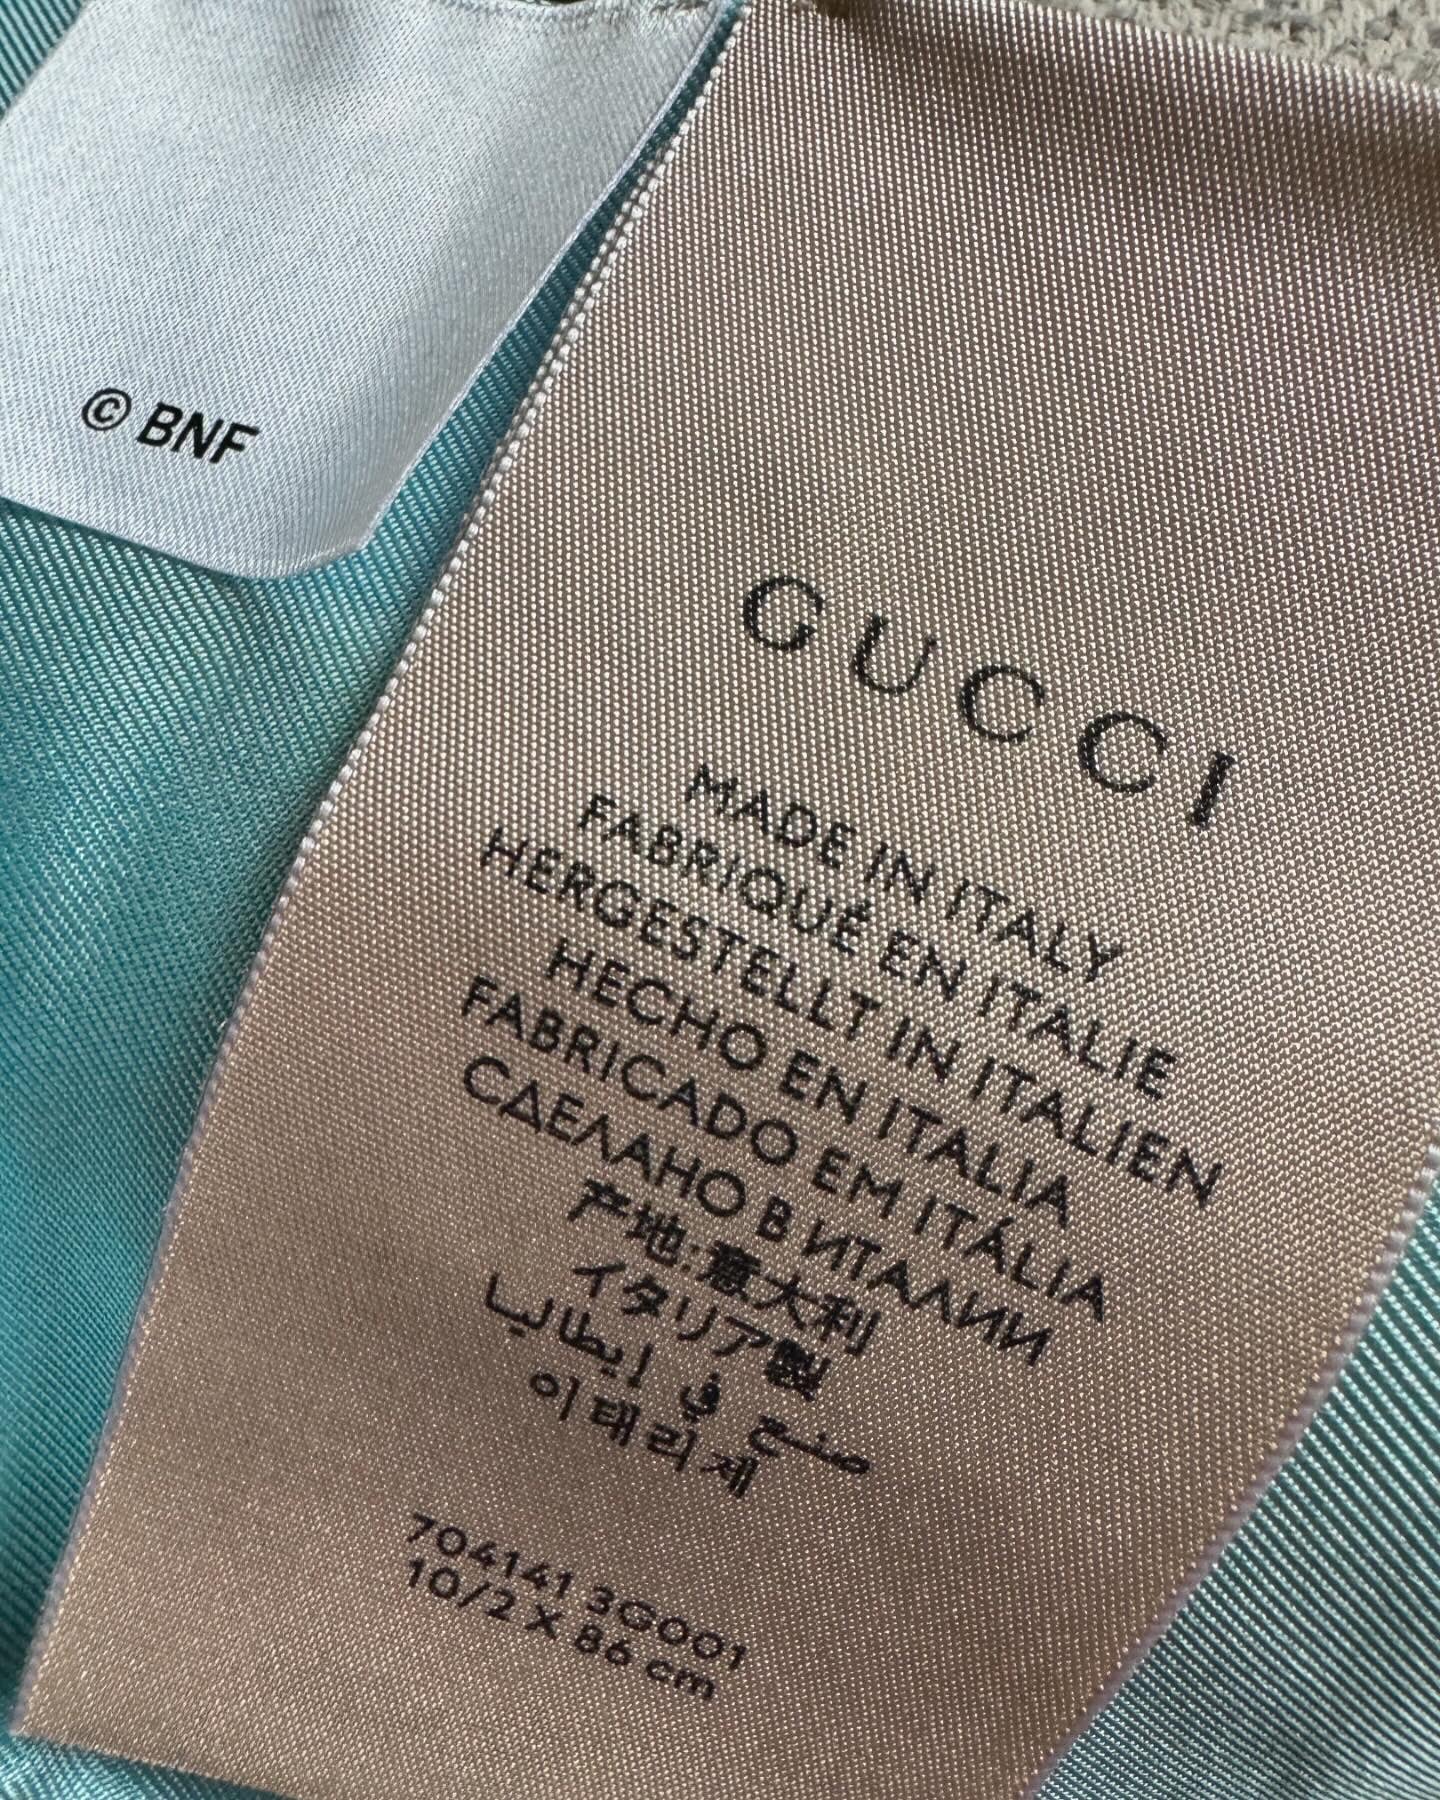 © BNF
GUCCI
MADE IN ITALY
FABRIQUÉ EN ITALIE
HERGESTELLT IN ITALIEN
HECHO EN ITALIA
FABRICADO EM ITÁLIA
СДЕЛАНО В ИТАЛИИ
产地:意大利
イタリア製
صنع في إيطاليا
이태리제
704141 3G001
10/2 X 86 cm